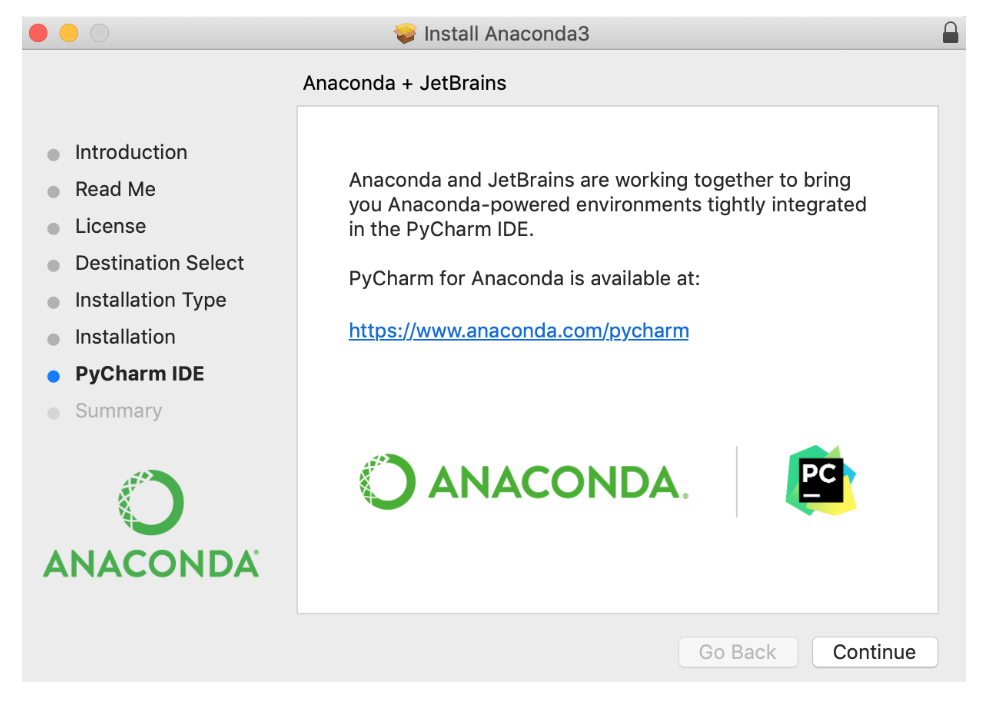 Install Anaconda3
Anaconda + JetBrains
Introduction
Read Me
License
Destination Select
Installation Type
Installation
PyCharm IDE
Summary
ANACONDA
Anaconda and JetBrains are working together to bring
you Anaconda-powered environments tightly integrated
in the PyCharm IDE.
PyCharm for Anaconda is available at:
https://www.anaconda.com/pycharm
ANACONDA.
PC
Go Back
Continue